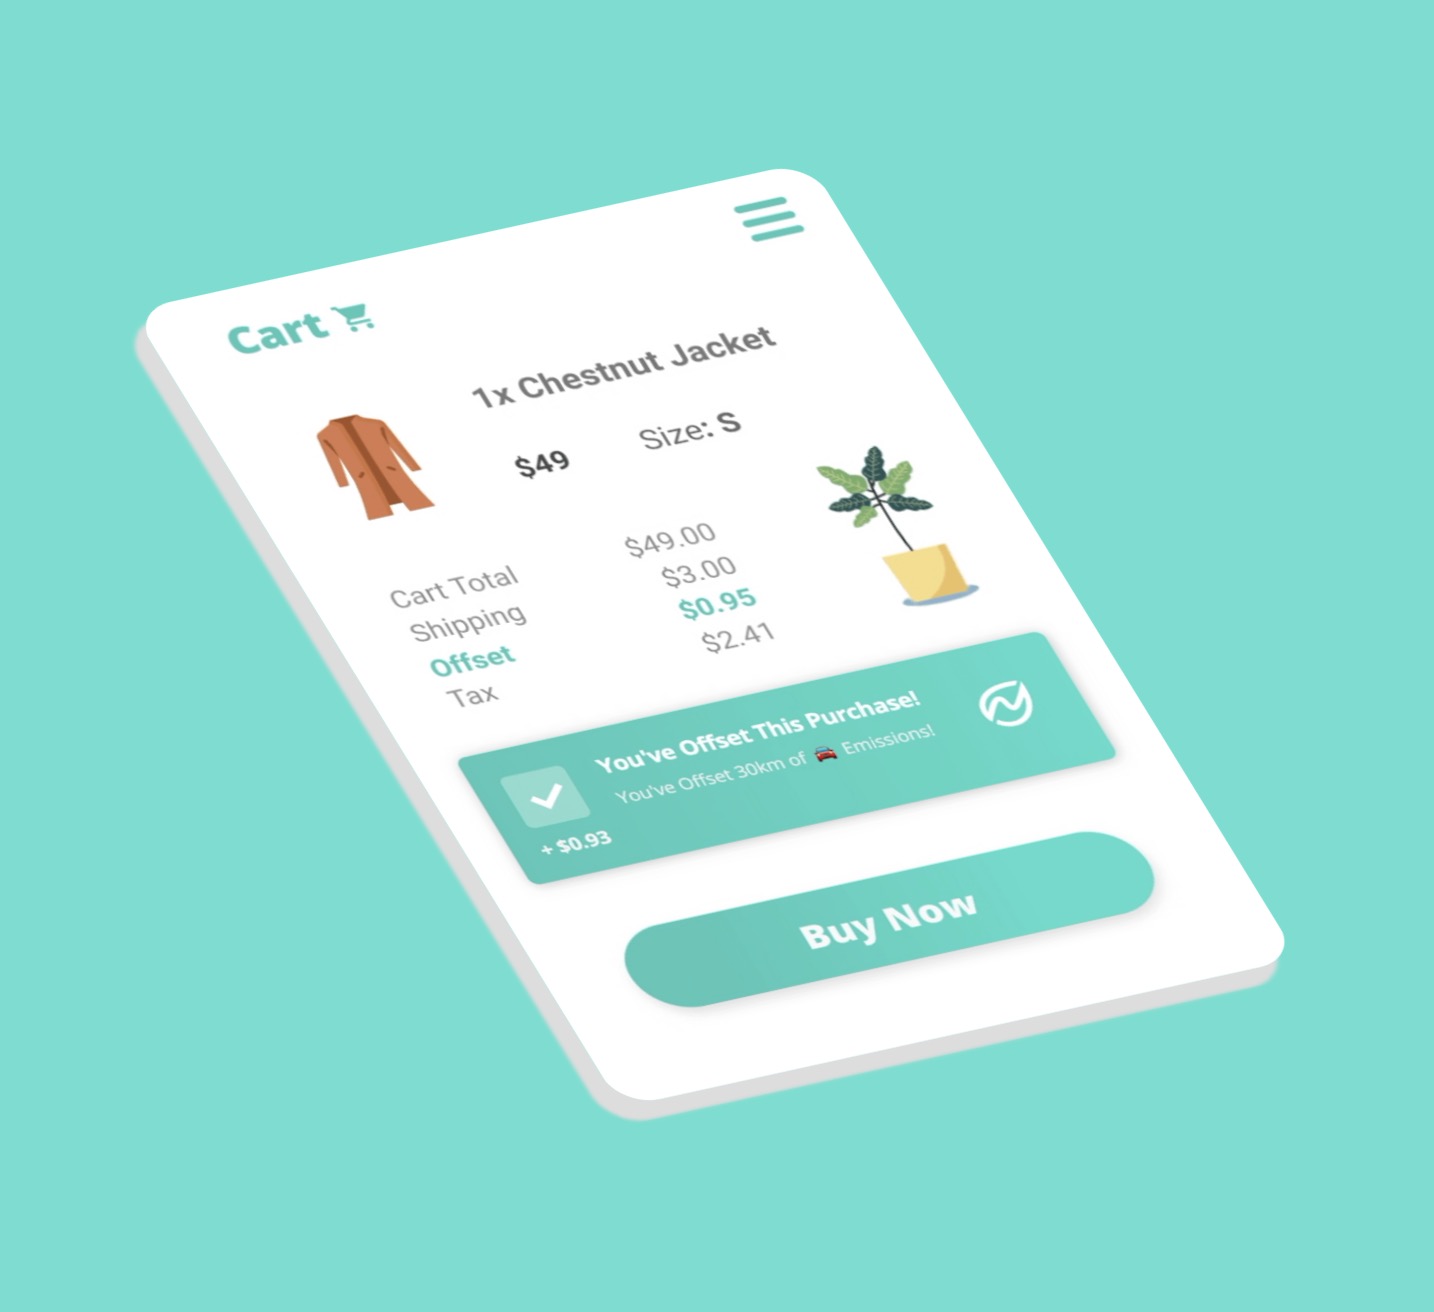 Cart
1x Chestnut Jacket
$49 Size: S
Cart Total $49.00
Shipping $3.00
Offset $0.95
Tax $2.41
You've Offset This Purchase!
You've Offset 30km of 🚘 Emissions!
+ $0.93
Buy Now